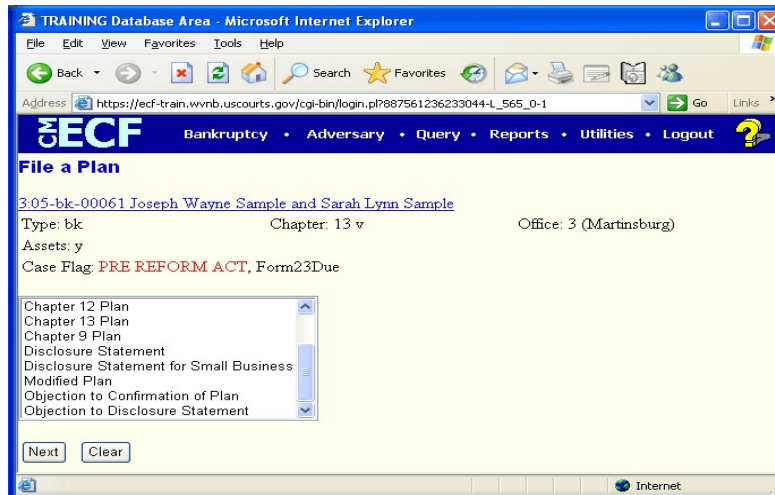 TRAINING Database Area - Microsoft Internet Explorer
File Edit View Favorites Tools Help
Back Search Favorites
Address https://ecf-train.wvnb.uscourts.gov/cgi-bin/login.pl?887561236233044-L_565_0-1 Go Links
CM ECF Bankruptcy • Adversary • Query • Reports • Utilities • Logout ?
File a Plan
3:05-bk-00061 Joseph Wayne Sample and Sarah Lynn Sample
Type: bk Chapter: 13 v Office: 3 (Martinsburg)
Assets: y
Case Flag: PRE REFORM ACT, Form23Due
Chapter 12 Plan
Chapter 13 Plan
Chapter 9 Plan
Disclosure Statement
Disclosure Statement for Small Business
Modified Plan
Objection to Confirmation of Plan
Objection to Disclosure Statement
Next Clear
Internet